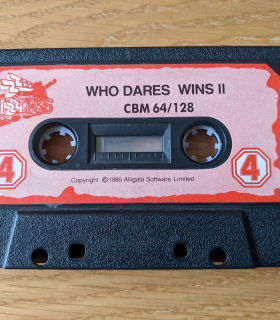 WHO DARES WINS II
CBM 64/128
4
4
Copyright ©1985 Alligata Software Limited